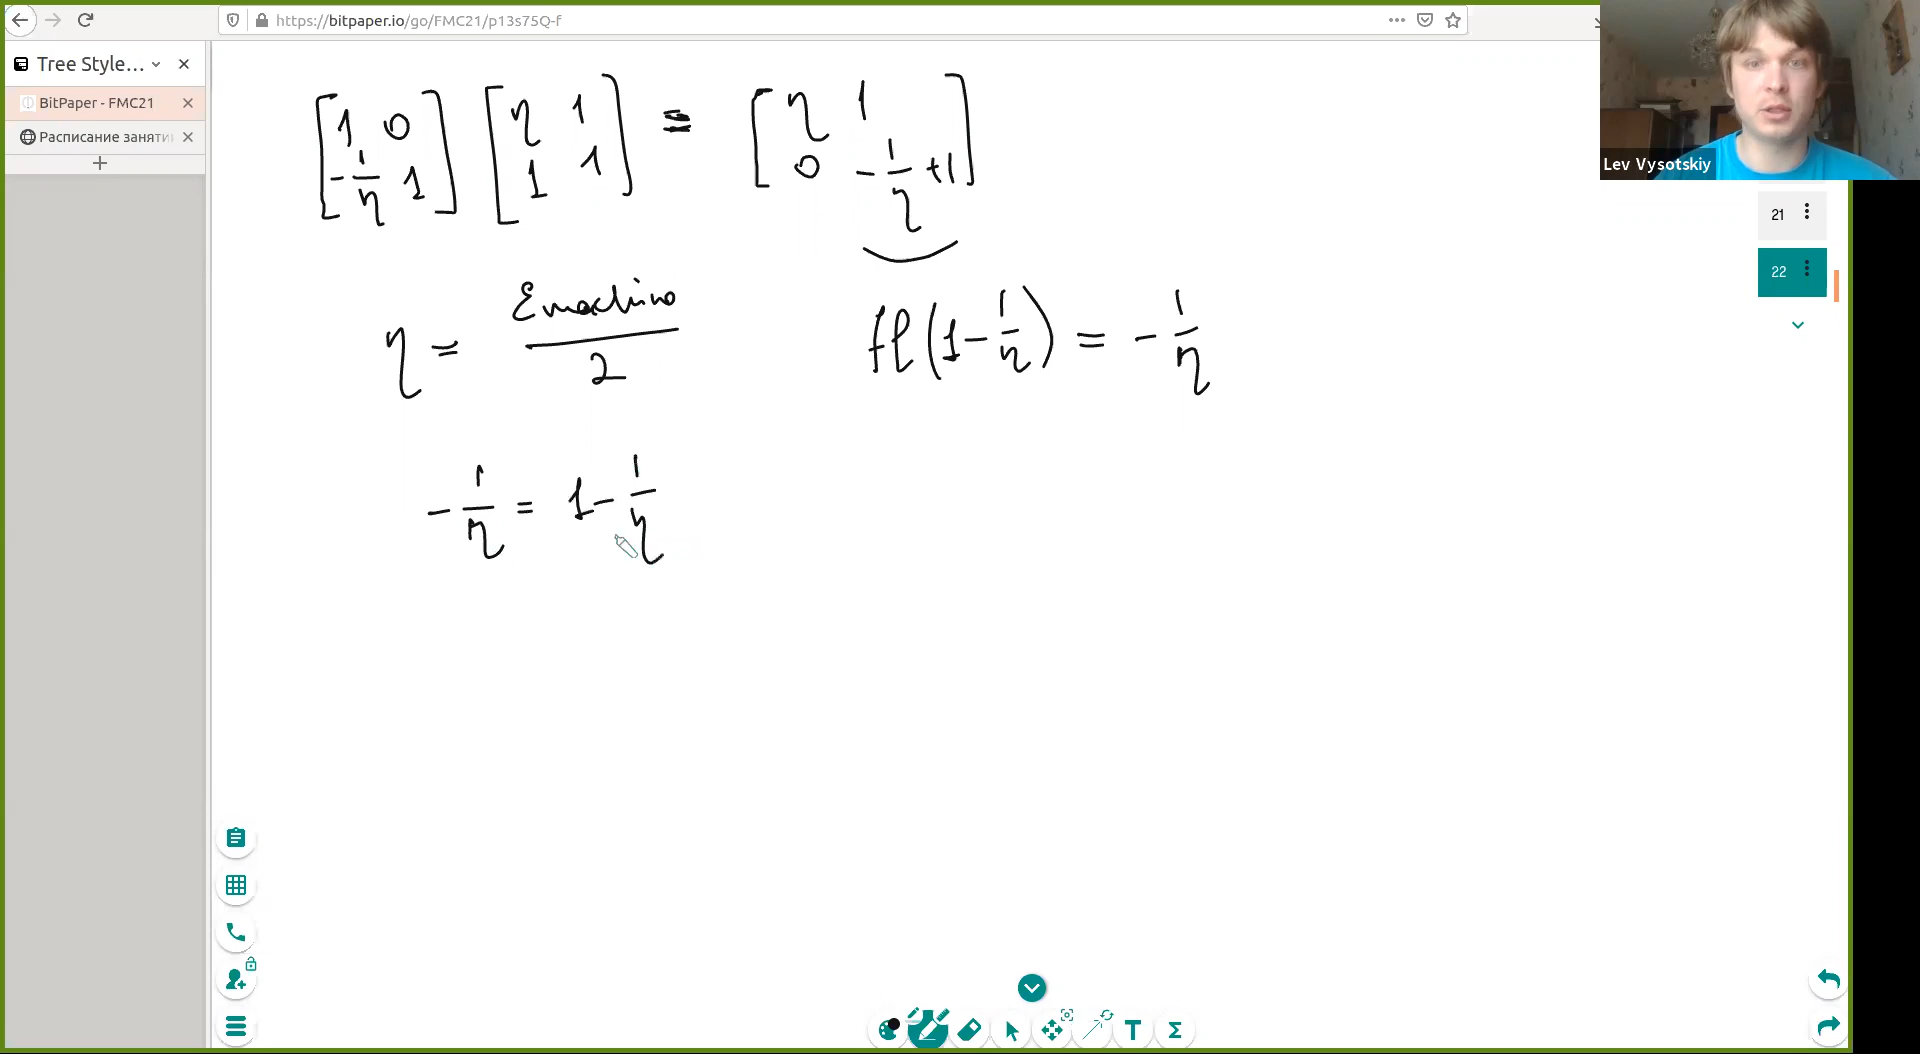 https://bitpaper.io/go/FMC21/p13s75Q-f
Tree Style...
BitPaper - FMC21
Расписание заняти
Lev Vysotskiy
21
22
[1 0; -1/η 1] [η 1; 1 1] = [η 1; 0 -1/η +1]
η = εmachine/2
fl(1 - 1/η) = -1/η
-1/η = 1 - 1/η
T
Σ